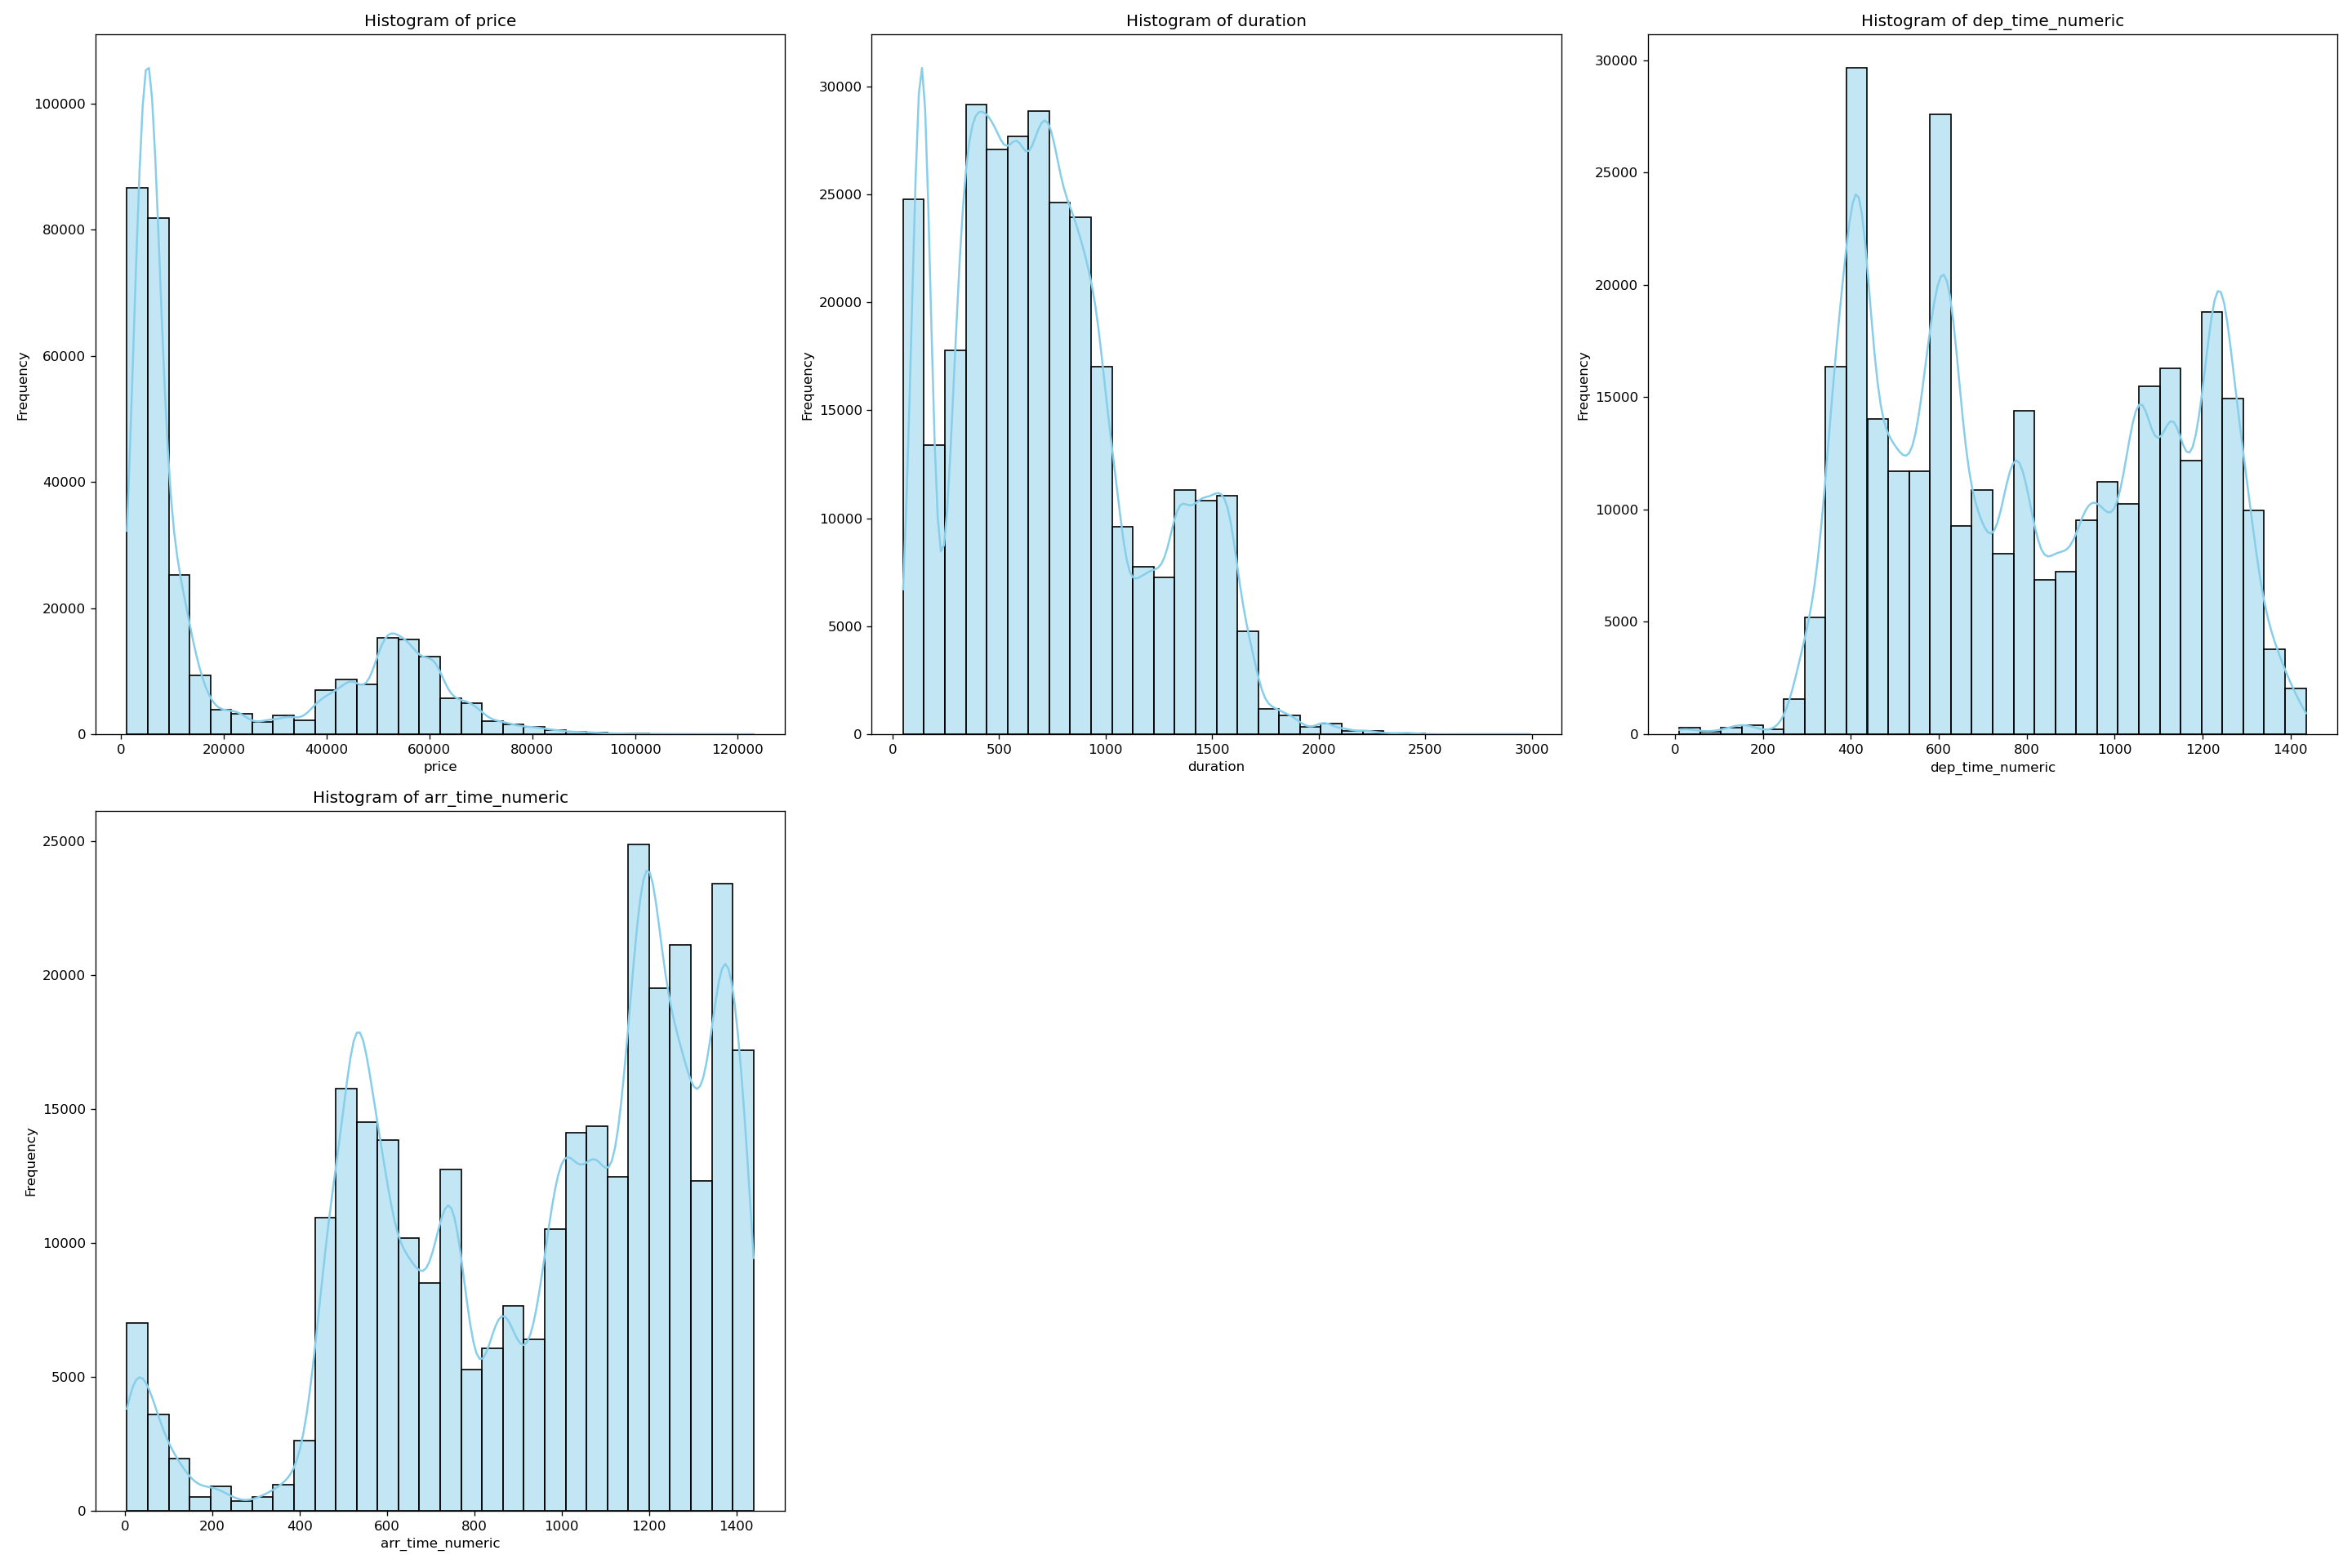 Histogram of price
Frequency
100000
80000
60000
40000
20000
0
0 20000 40000 60000 80000 100000 120000
price
Histogram of duration
Frequency
30000
25000
20000
15000
10000
5000
0
0 500 1000 1500 2000 2500 3000
duration
Histogram of dep_time_numeric
Frequency
30000
25000
20000
15000
10000
5000
0
0 200 400 600 800 1000 1200 1400
dep_time_numeric
Histogram of arr_time_numeric
Frequency
25000
20000
15000
10000
5000
0
0 200 400 600 800 1000 1200 1400
arr_time_numeric